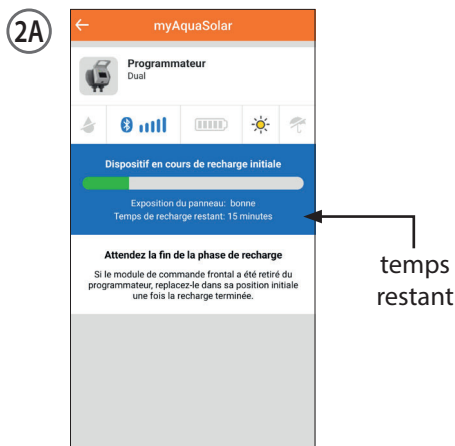 2A
myAquaSolar
Programmateur
Dual
Dispositif en cours de recharge initiale
Exposition du panneau: bonne
Temps de recharge restant: 15 minutes
temps
restant
Attendez la fin de la phase de recharge
Si le module de commande frontal a été retiré du
programmateur, replacez-le dans sa position initiale
une fois la recharge terminée.